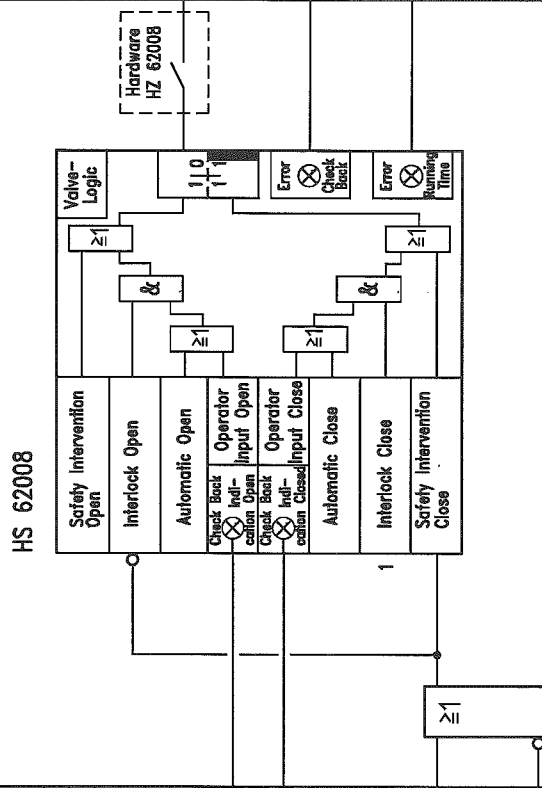 HS 62008
Hardware
HZ 62008
Valve-
Logic
1 0
1 1
Error
Check
Back
Error
Running
Time
≥1
&
≥1
≥1
&
≥1
Safety Intervention
Open
Interlock Open
Automatic Open
Operator
Input Open
Check Back
Indi-
cation Open
Operator
Input Close
Check Back
Indi-
cation Closed
Automatic Close
Interlock Close
1
Safety Intervention
Close
≥1